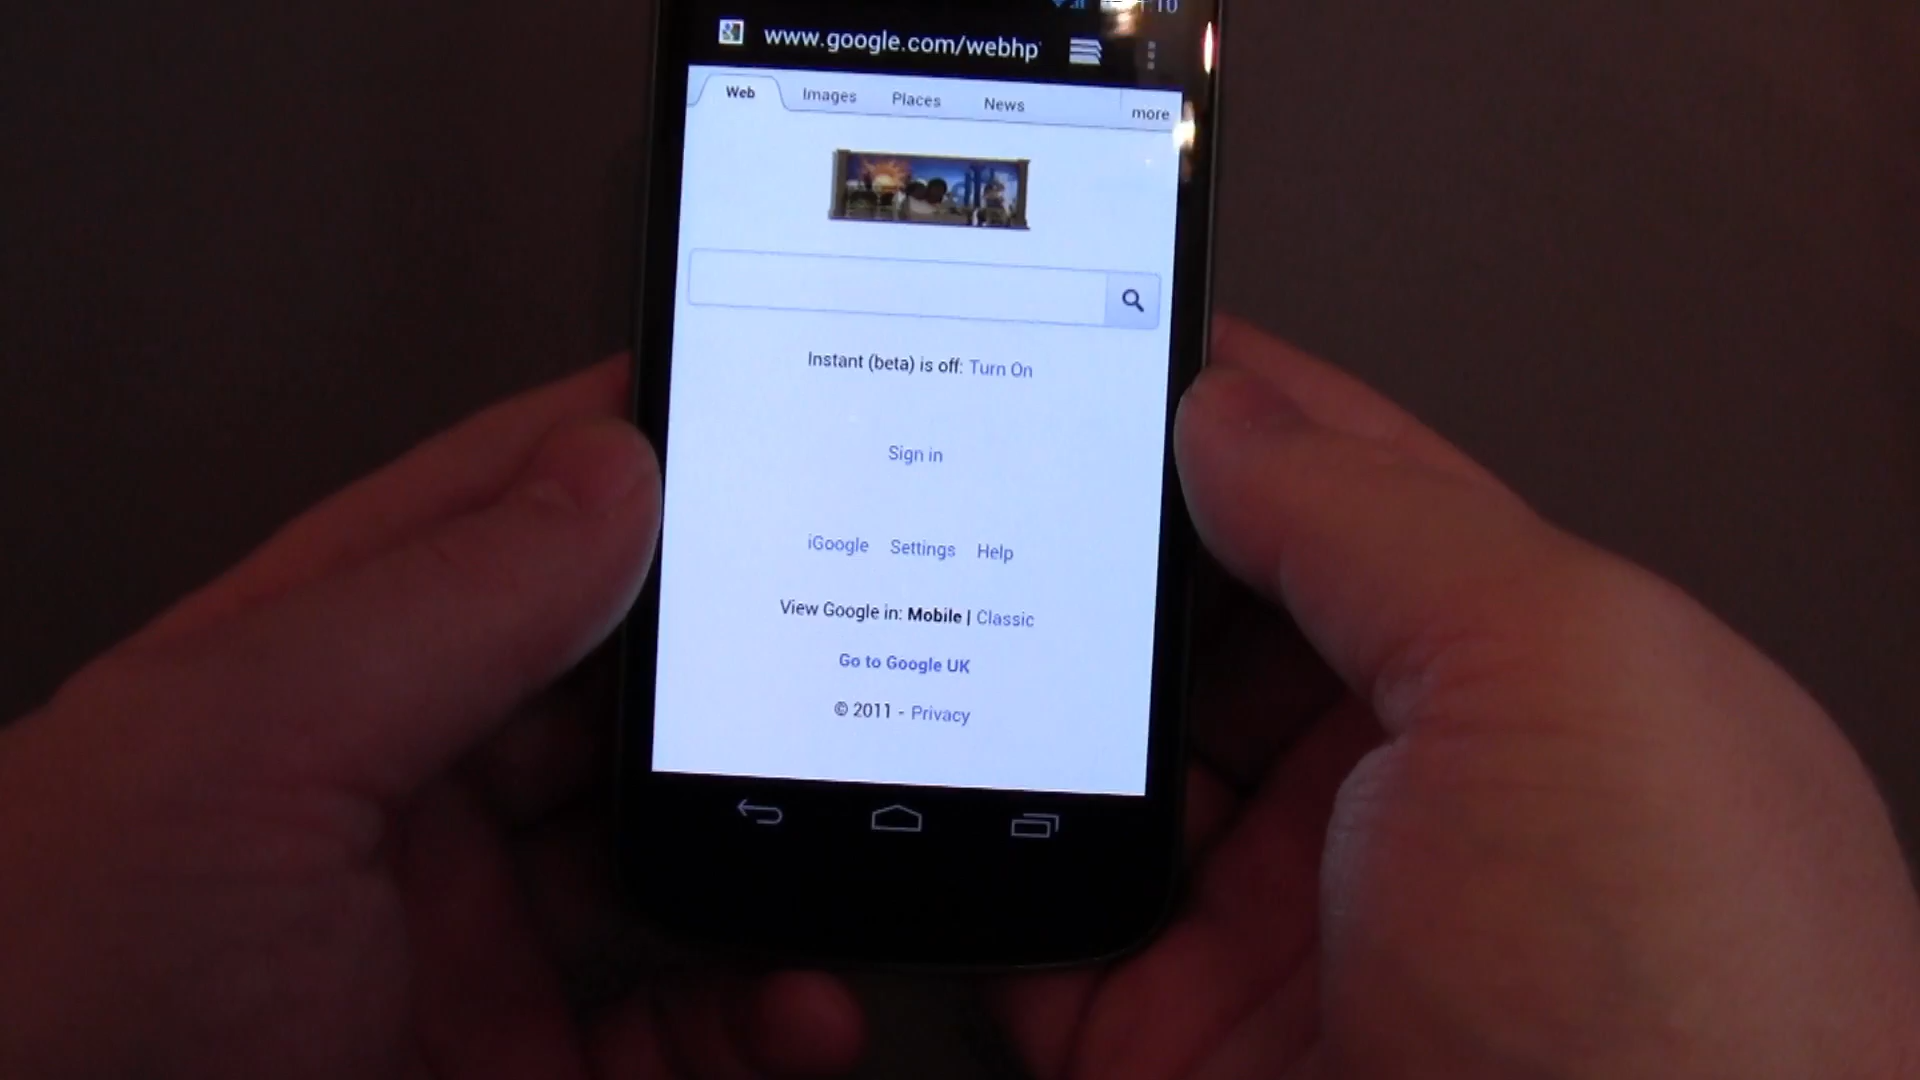 www.google.com/webhp
Web Images Places News more
Instant (beta) is off: Turn On
Sign in
iGoogle Settings Help
View Google in: Mobile | Classic
Go to Google UK
© 2011 - Privacy